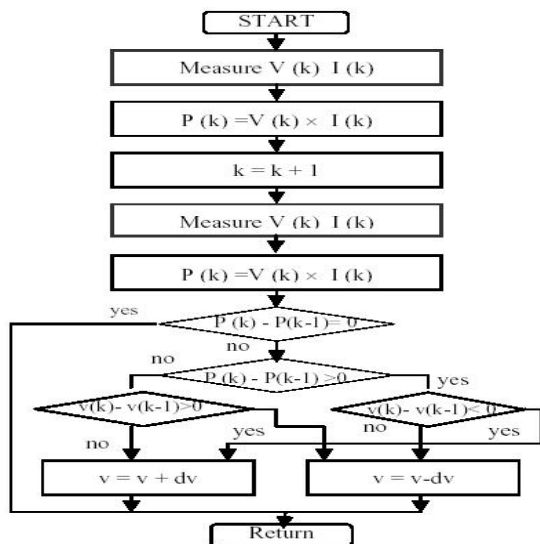 START
Measure V (k) I (k)
P (k) =V (k) × I (k)
k = k + 1
Measure V (k) I (k)
P (k) =V (k) × I (k)
yes
P (k) - P(k-1)= 0
no
no
P (k) - P(k-1) >0
yes
v(k)- v(k-1)>0
v(k)- v(k-1)< 0
no
yes
no
yes
v = v + dv
v = v-dv
Return